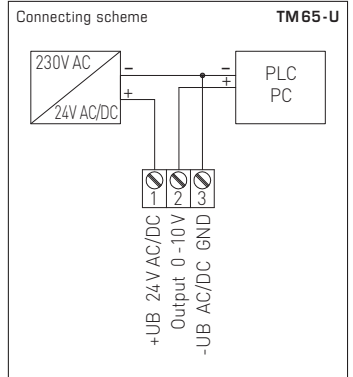 Connecting scheme TM65-U
230V AC
24V AC/DC
–
+
–
+
PLC
PC
1 2 3
+UB 24V AC/DC
Output 0-10V
-UB AC/DC GND